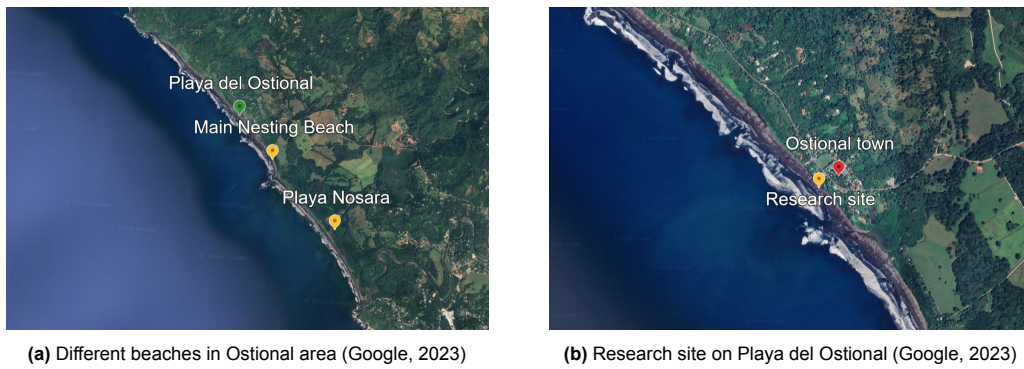 Playa del Ostional
Main Nesting Beach
Playa Nosara
(a) Different beaches in Ostional area (Google, 2023)
Ostional town
Research site
(b) Research site on Playa del Ostional (Google, 2023)